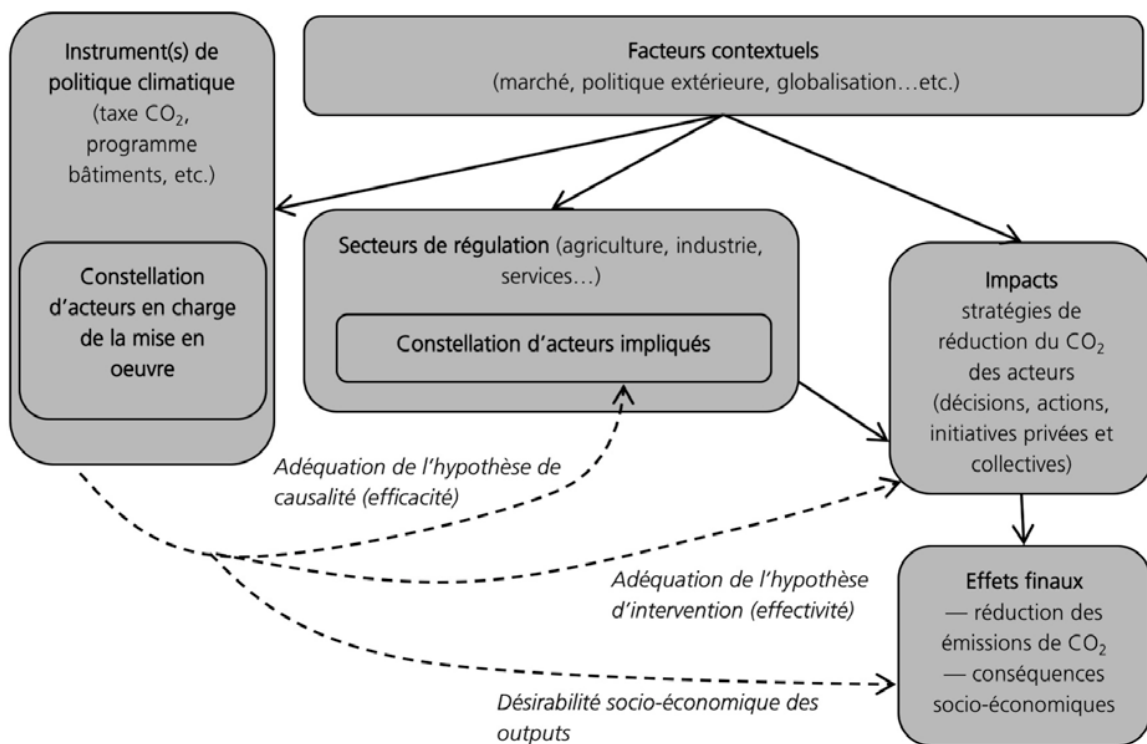 Instrument(s) de
politique climatique
(taxe CO₂,
programme
bâtiments, etc.)
Constellation
d’acteurs en charge
de la mise en
oeuvre
Facteurs contextuels
(marché, politique extérieure, globalisation…etc.)
Secteurs de régulation (agriculture, industrie,
services…)
Constellation d’acteurs impliqués
Impacts
stratégies de
réduction du CO₂
des acteurs
(décisions, actions,
initiatives privées et
collectives)
Adéquation de l’hypothèse de
causalité (efficacité)
Adéquation de l’hypothèse
d’intervention (effectivité)
Désirabilité socio-économique des
outputs
Effets finaux
— réduction des
émissions de CO₂
— conséquences
socio-économiques